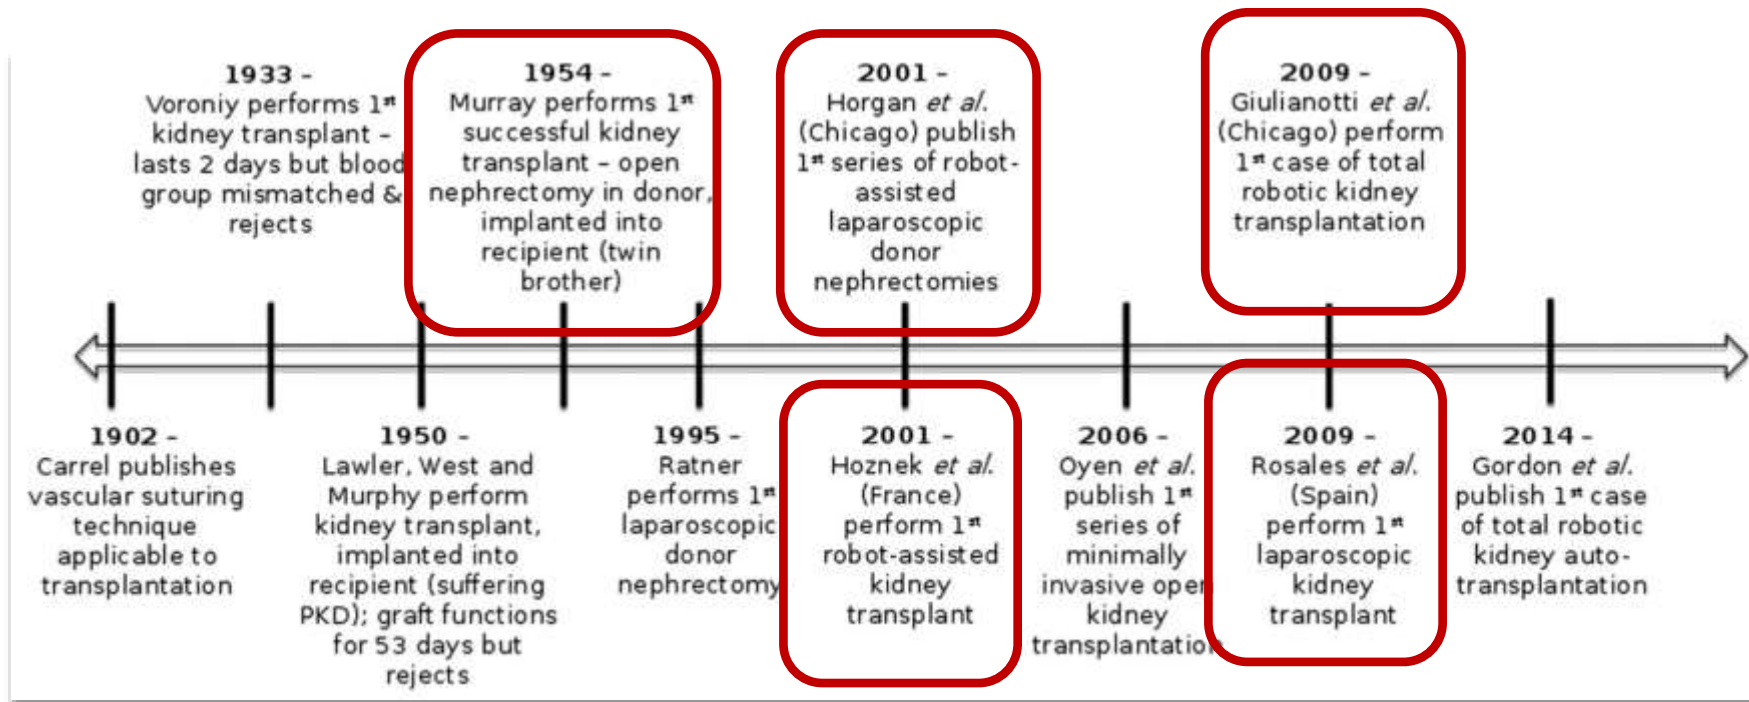 1933 –
Voroniy performs 1st
kidney transplant –
lasts 2 days but blood
group mismatched &
rejects
1954 –
Murray performs 1st
successful kidney
transplant – open
nephrectomy in donor,
implanted into
recipient (twin
brother)
2001 –
Horgan et al.
(Chicago) publish
1st series of robot-
assisted
laparoscopic
donor
nephrectomies
2009 –
Giulianotti et al.
(Chicago) perform
1st case of total
robotic kidney
transplantation
1902 –
Carrel publishes
vascular suturing
technique
applicable to
transplantation
1950 –
Lawler, West and
Murphy perform
kidney transplant,
implanted into
recipient (suffering
PKD); graft functions
for 53 days but
rejects
1995 –
Ratner
performs 1st
laparoscopic
donor
nephrectomy
2001 –
Hoznek et al.
(France)
perform 1st
robot-assisted
kidney
transplant
2006 –
Oyen et al.
publish 1st
series of
minimally
invasive open
kidney
transplantation
2009 –
Rosales et al.
(Spain)
perform 1st
laparoscopic
kidney
transplant
2014 –
Gordon et al.
publish 1st case
of total robotic
kidney auto-
transplantation